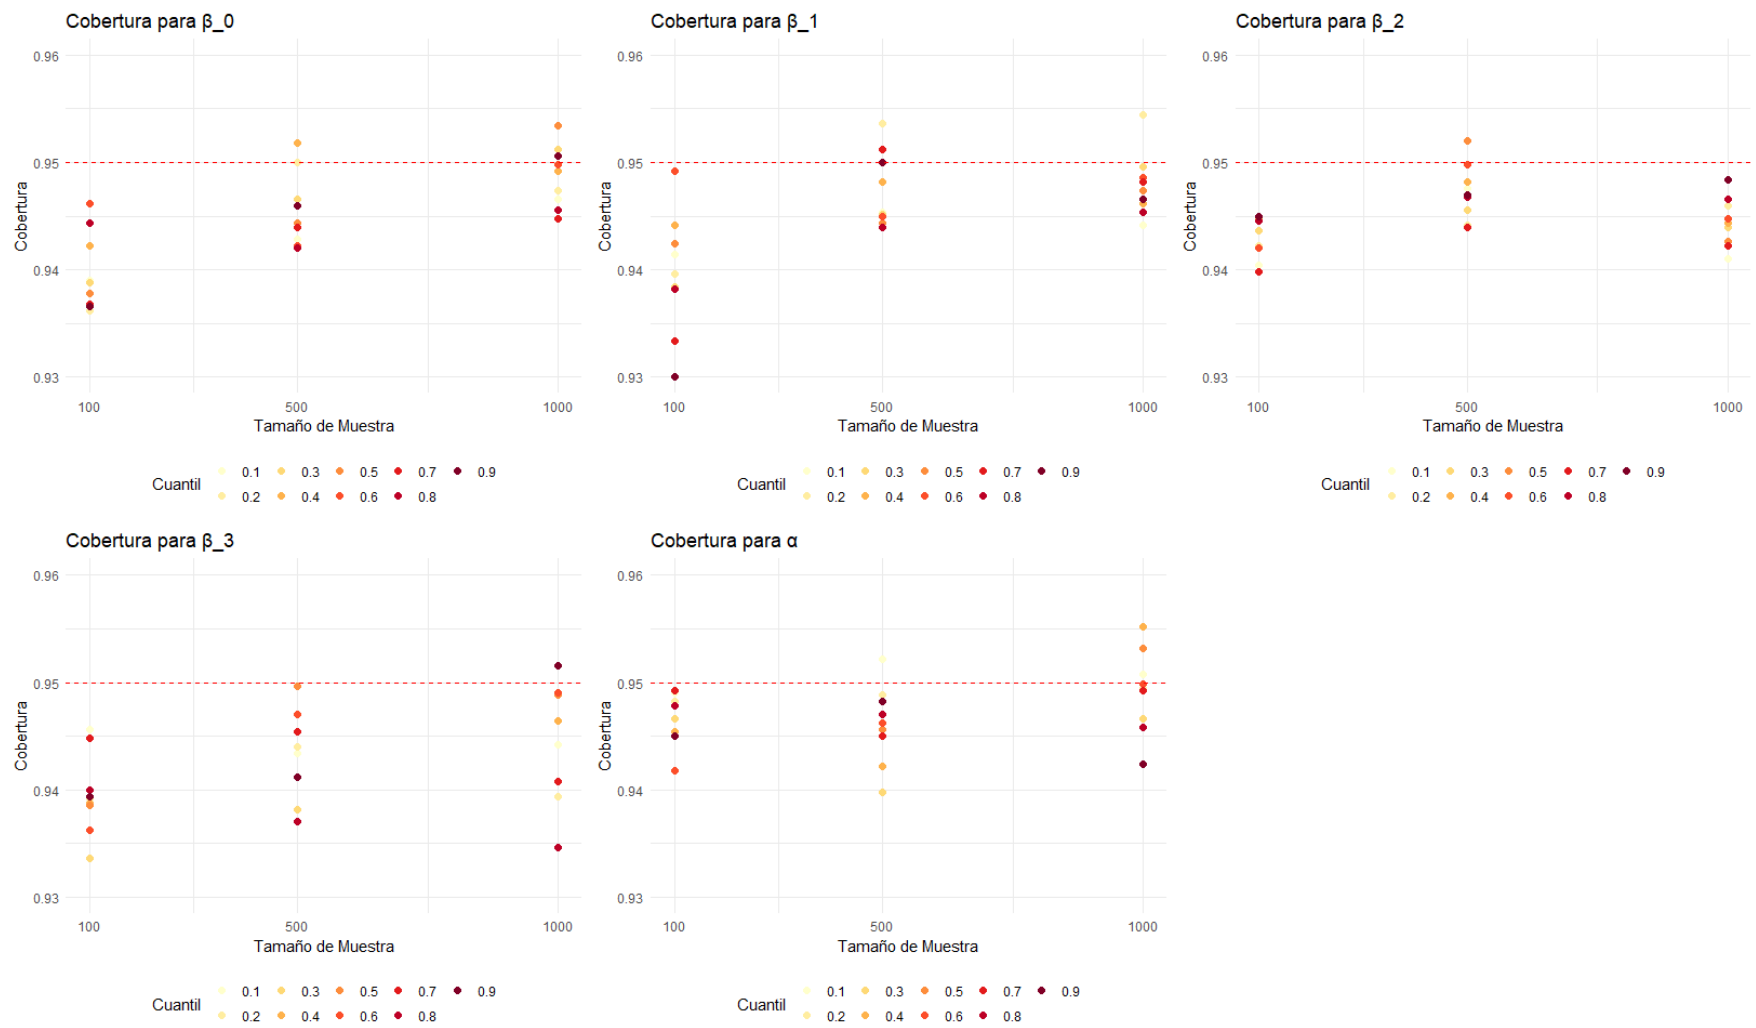 Cobertura para β_0
0.96
0.95
0.94
0.93
Cobertura
100 500 1000
Tamaño de Muestra
Cuantil
0.1 0.3 0.5 0.7 0.9
0.2 0.4 0.6 0.8
Cobertura para β_1
0.96
0.95
0.94
0.93
Cobertura
100 500 1000
Tamaño de Muestra
Cuantil
0.1 0.3 0.5 0.7 0.9
0.2 0.4 0.6 0.8
Cobertura para β_2
0.96
0.95
0.94
0.93
Cobertura
100 500 1000
Tamaño de Muestra
Cuantil
0.1 0.3 0.5 0.7 0.9
0.2 0.4 0.6 0.8
Cobertura para β_3
0.96
0.95
0.94
0.93
Cobertura
100 500 1000
Tamaño de Muestra
Cuantil
0.1 0.3 0.5 0.7 0.9
0.2 0.4 0.6 0.8
Cobertura para α
0.96
0.95
0.94
0.93
Cobertura
100 500 1000
Tamaño de Muestra
Cuantil
0.1 0.3 0.5 0.7 0.9
0.2 0.4 0.6 0.8